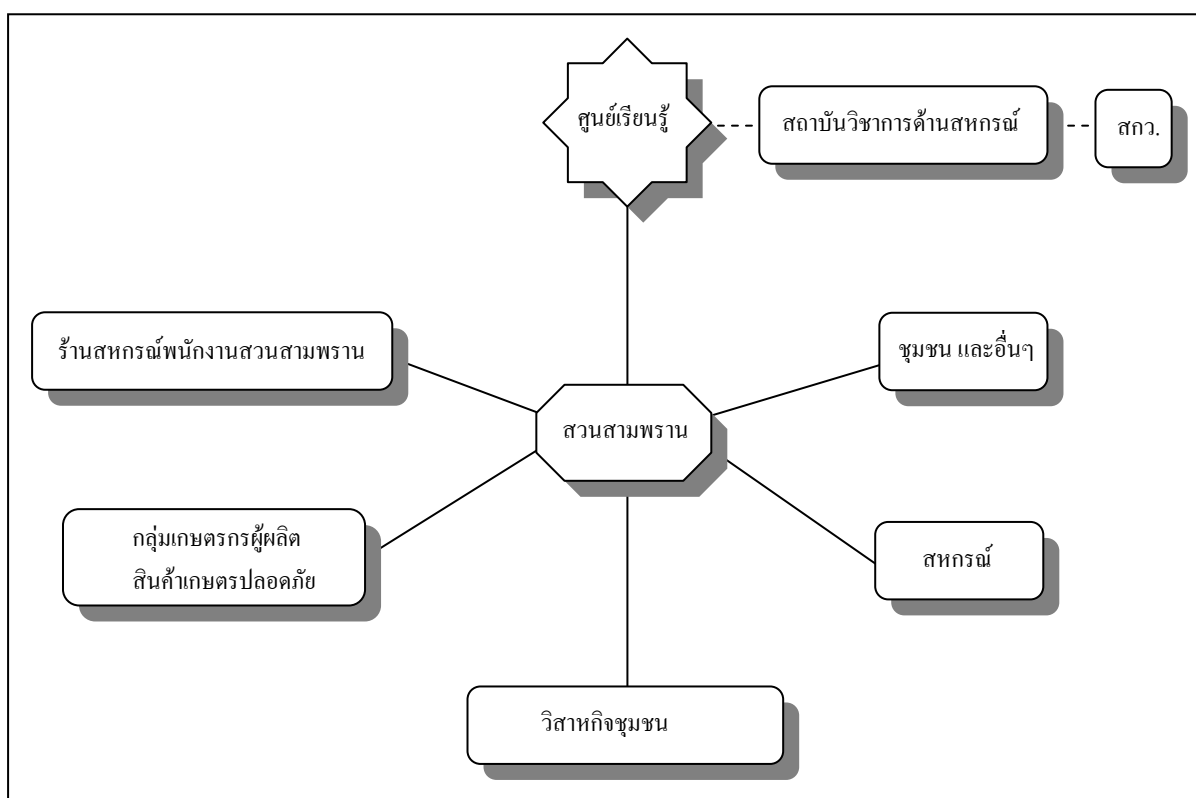 ศูนย์เรียนรู้
สถาบันวิชาการด้านสหกรณ์
สกว.
ร้านสหกรณ์พนักงานสวนสามพราน
ชุมชน และอื่นๆ
สวนสามพราน
กลุ่มเกษตรกรผู้ผลิต
สินค้าเกษตรปลอดภัย
สหกรณ์
วิสาหกิจชุมชน